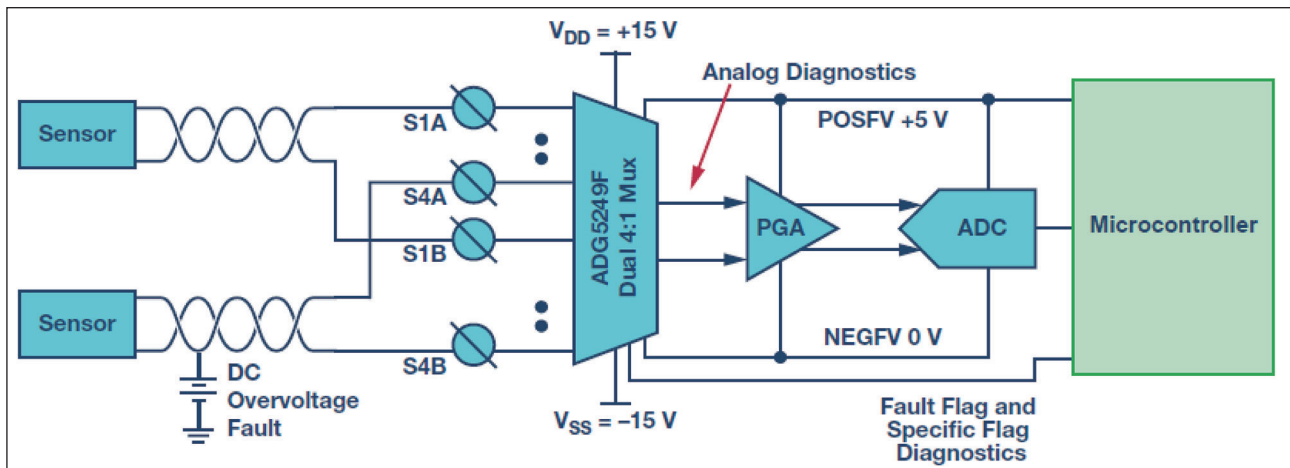 VDD = +15 V
Analog Diagnostics
Sensor
S1A
POSFV +5 V
S4A
ADG5249F
Dual 4:1 Mux
PGA
ADC
Microcontroller
S1B
Sensor
NEGFV 0 V
S4B
DC
Overvoltage
Fault
VSS = –15 V
Fault Flag and
Specific Flag
Diagnostics